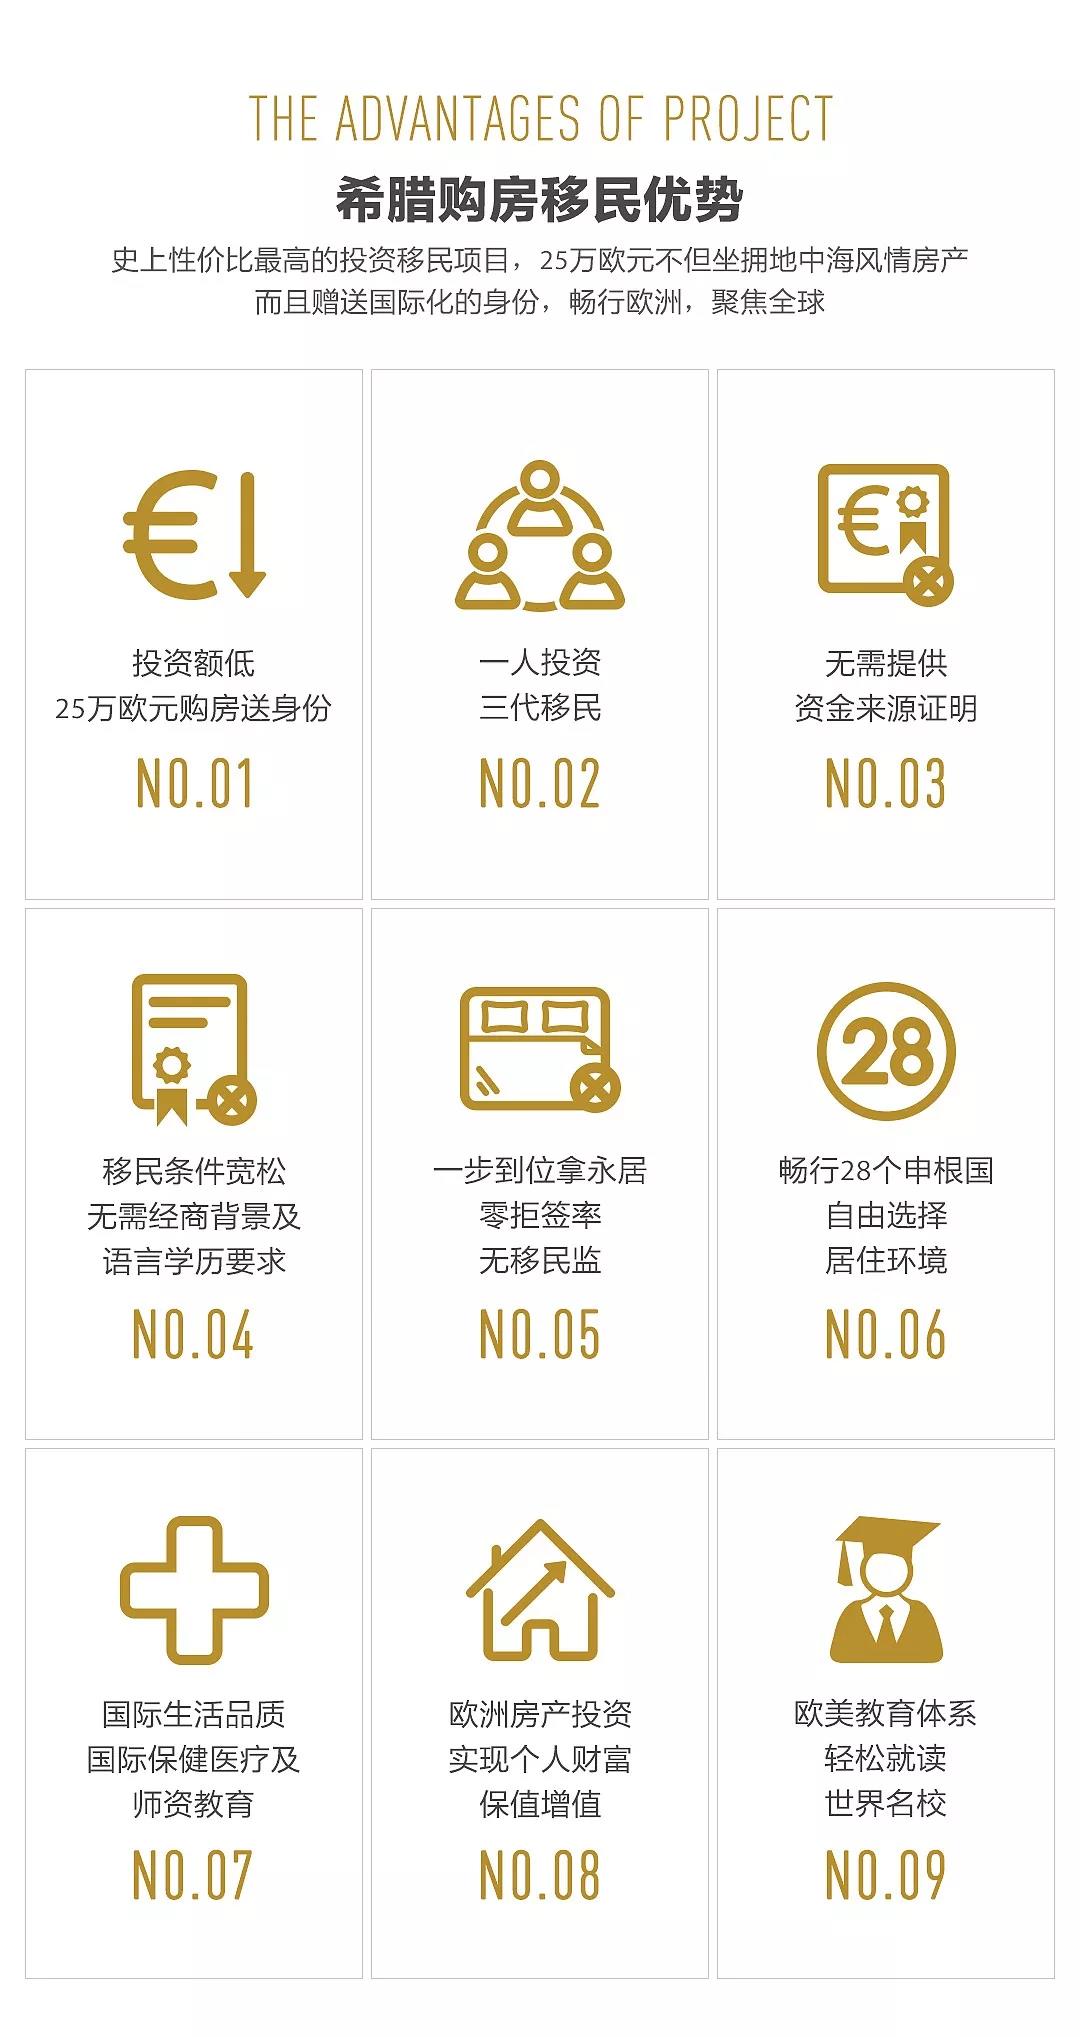 THE ADVANTAGES OF PROJECT
希腊购房移民优势
史上性价比最高的投资移民项目，25万欧元不但坐拥地中海风情房产
而且赠送国际化的身份，畅行欧洲，聚焦全球
投资额低
25万欧元购房送身份
NO.01
一人投资
三代移民
NO.02
无需提供
资金来源证明
NO.03
移民条件宽松
无需经商背景及
语言学历要求
NO.04
一步到位拿永居
零拒签率
无移民监
NO.05
28
畅行28个申根国
自由选择
居住环境
NO.06
国际生活品质
国际保健医疗及
师资教育
NO.07
欧洲房产投资
实现个人财富
保值增值
NO.08
欧美教育体系
轻松就读
世界名校
NO.09